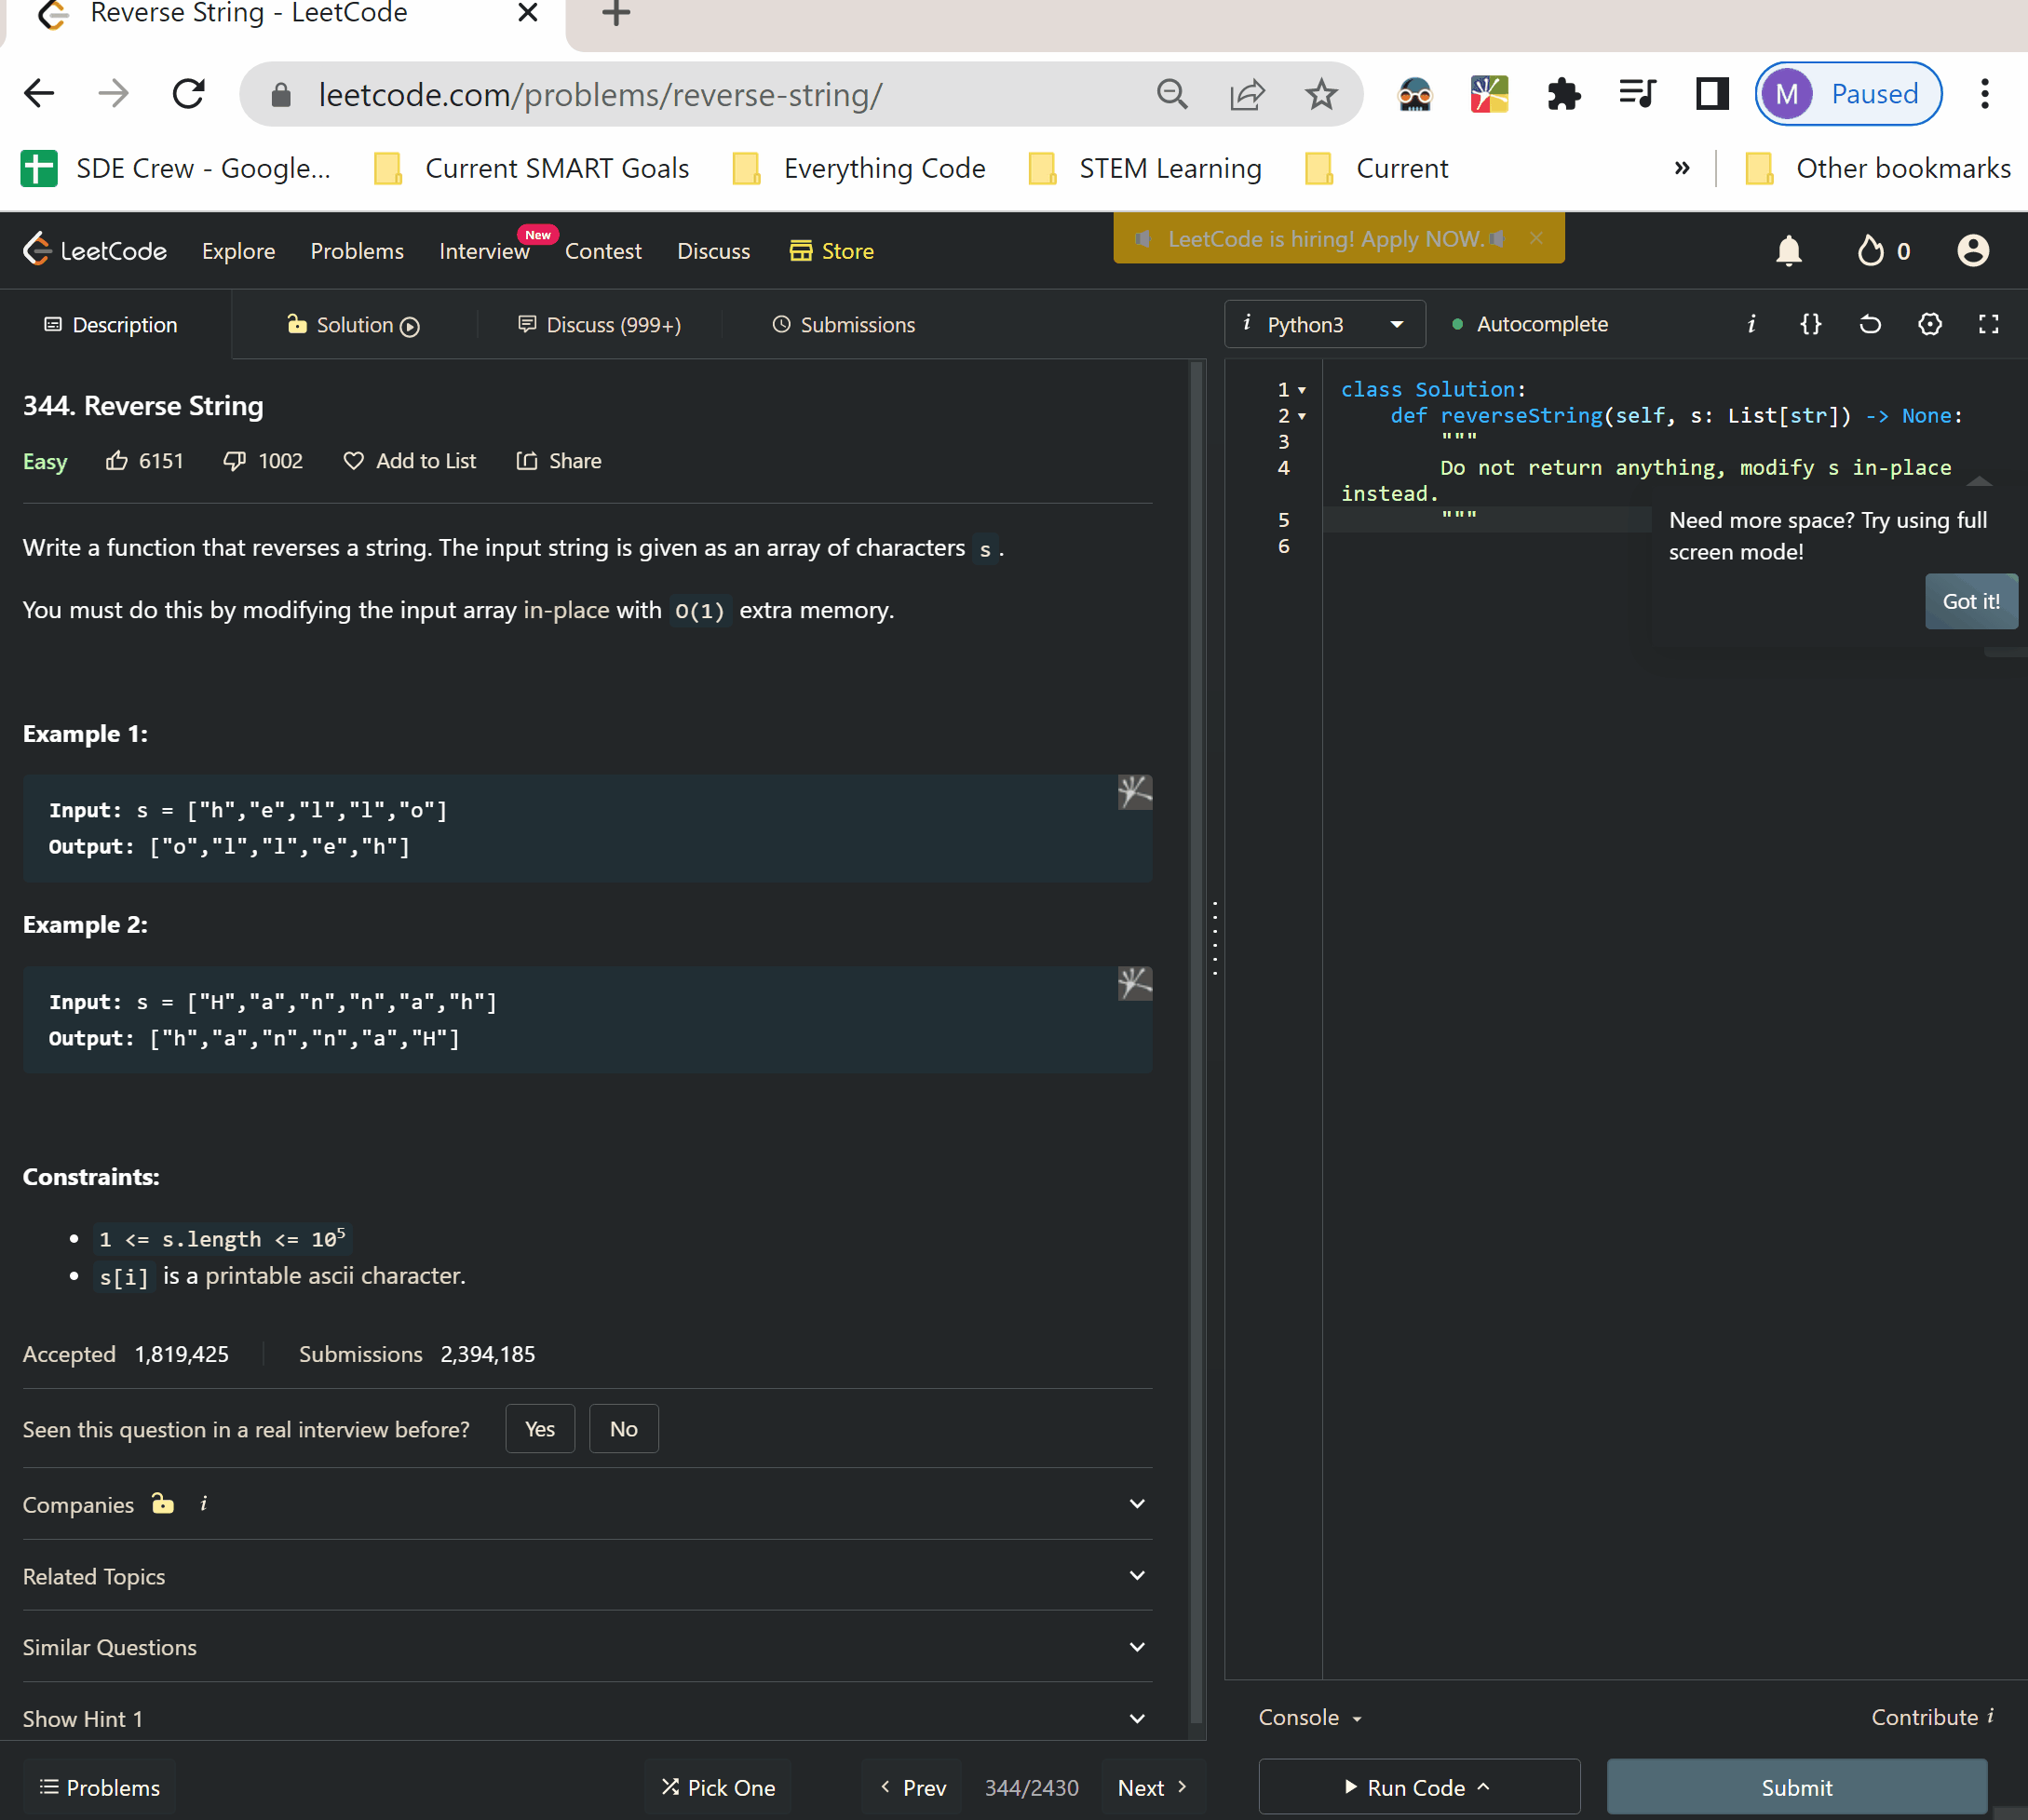 Reverse String - LeetCode
leetcode.com/problems/reverse-string/
M Paused
SDE Crew - Google...
Current SMART Goals
Everything Code
STEM Learning
Current
»
Other bookmarks
LeetCode
Explore
Problems
Interview
New
Contest
Discuss
Store
LeetCode is hiring! Apply NOW.
0
Description
Solution
Discuss (999+)
Submissions
344. Reverse String
Easy
6151
1002
Add to List
Share
Write a function that reverses a string. The input string is given as an array of characters s .
You must do this by modifying the input array in-place with O(1) extra memory.
Example 1:
Input: s = ["h","e","l","l","o"]
Output: ["o","l","l","e","h"]
Example 2:
Input: s = ["H","a","n","n","a","h"]
Output: ["h","a","n","n","a","H"]
Constraints:
• 1 <= s.length <= 10⁵
• s[i] is a printable ascii character.
Accepted 1,819,425
Submissions 2,394,185
Seen this question in a real interview before?
Yes
No
Companies i
Related Topics
Similar Questions
Show Hint 1
Problems
Pick One
Prev
344/2430
Next
i Python3
Autocomplete
i {}
1 class Solution:
2 def reverseString(self, s: List[str]) -> None:
3 """
4 Do not return anything, modify s in-place
instead.
5 """
6
Need more space? Try using full
screen mode!
Got it!
Console
Contribute i
Run Code
Submit